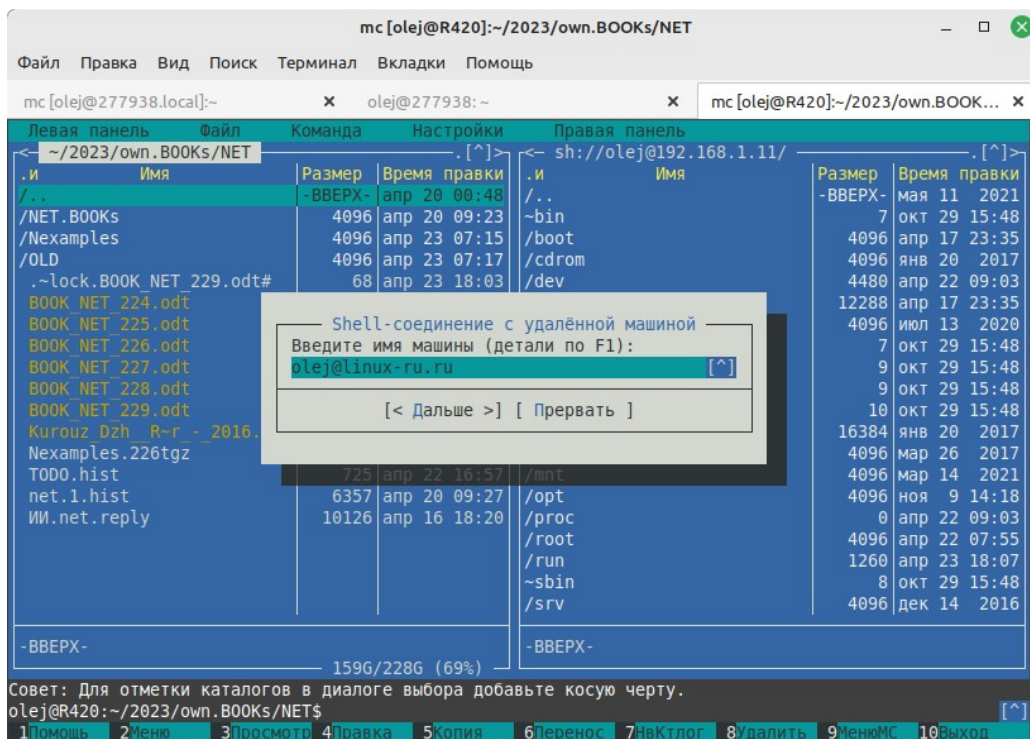 mc [olej@R420]:~/2023/own.BOOKs/NET
Файл Правка Вид Поиск Терминал Вкладки Помощь
mc [olej@277938.local]:~ × olej@277938: ~ × mc [olej@R420]:~/2023/own.BOOK... ×
Левая панель Файл Команда Настройки Правая панель
<─ ~/2023/own.BOOKs/NET .[^]> <─ sh://olej@192.168.1.11/ .[^]>
.и Имя Размер Время правки .и Имя Размер Время правки
/.. -ВВЕРХ- апр 20 00:48 /.. -ВВЕРХ- мая 11 2021
/NET.BOOKs 4096 апр 20 09:23 ~bin 7 окт 29 15:48
/Nexamples 4096 апр 23 07:15 /boot 4096 апр 17 23:35
/OLD 4096 апр 23 07:17 /cdrom 4096 янв 20 2017
.~lock.BOOK_NET_229.odt# 68 апр 23 18:03 /dev 4480 апр 22 09:03
BOOK_NET_224.odt 12288 апр 17 23:35
BOOK_NET_225.odt Shell-соединение с удалённой машиной 4096 июл 13 2020
BOOK_NET_226.odt Введите имя машины (детали по F1): 7 окт 29 15:48
BOOK_NET_227.odt olej@linux-ru.ru [^] 9 окт 29 15:48
BOOK_NET_228.odt 9 окт 29 15:48
BOOK_NET_229.odt [< Дальше >] [ Прервать ] 10 окт 29 15:48
Kurouz_Dzh__R~r_-_2016. 16384 янв 20 2017
Nexamples.226tgz 4096 мар 26 2017
TODO.hist 725 апр 22 16:57 /mnt 4096 мар 14 2021
net.1.hist 6357 апр 20 09:27 /opt 4096 ноя 9 14:18
ИИ.net.reply 10126 апр 16 18:20 /proc 0 апр 22 09:03
/root 4096 апр 22 07:55
/run 1260 апр 23 18:07
~sbin 8 окт 29 15:48
/srv 4096 дек 14 2016
-ВВЕРХ- -ВВЕРХ-
159G/228G (69%)
Совет: Для отметки каталогов в диалоге выбора добавьте косую черту.
olej@R420:~/2023/own.BOOKs/NET$ [^]
1Помощь 2Меню 3Просмотр 4Правка 5Копия 6Перенос 7НвКтлог 8Удалить 9МенюМС 10Выход